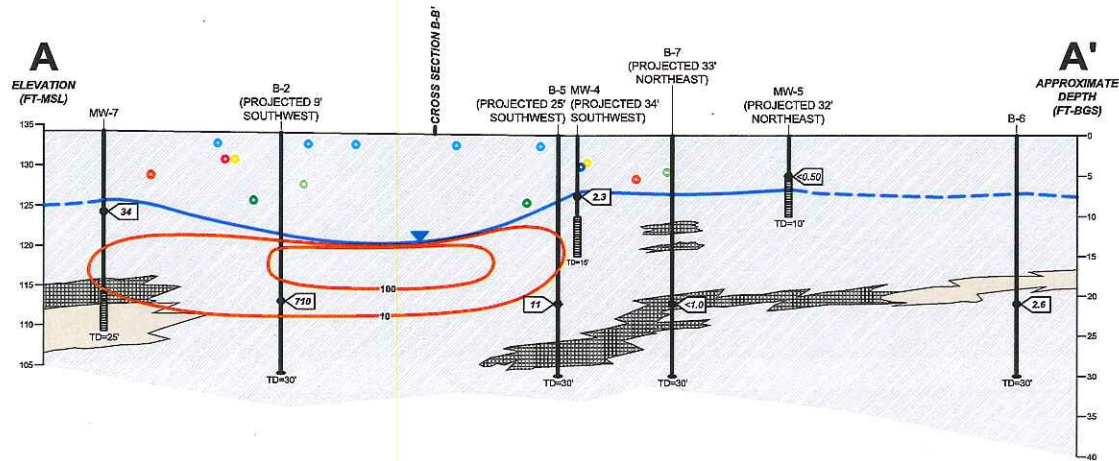 A
ELEVATION
(FT-MSL)
MW-7
B-2
(PROJECTED 9'
SOUTHWEST)
CROSS SECTION B-B'
B-5
(PROJECTED 25'
SOUTHWEST)
MW-4
(PROJECTED 34'
SOUTHWEST)
B-7
(PROJECTED 33'
NORTHEAST)
MW-5
(PROJECTED 32'
NORTHEAST)
B-6
A'
APPROXIMATE
DEPTH
(FT-BGS)
135
130
125
120
115
110
105
0
5
10
15
20
25
30
35
40
34
710
11
2.3
<1.0
<0.50
2.6
100
10
TD=25'
TD=30'
TD=30'
TD=15'
TD=30'
TD=10'
TD=30'